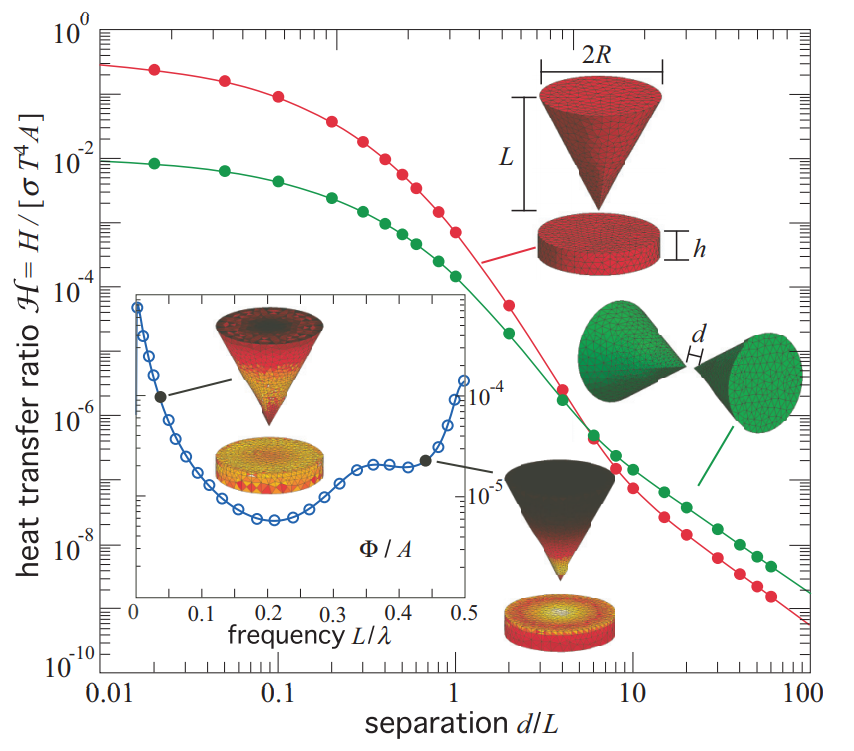 heat transfer ratio ℋ = H / [σ T⁴ A]
10⁰
10⁻²
10⁻⁴
10⁻⁶
10⁻⁸
10⁻¹⁰
2R
L
h
d
10⁻⁴
10⁻⁵
Φ / A
0 0.1 0.2 0.3 0.4 0.5
frequency L/λ
0.01 0.1 1 10 100
separation d/L